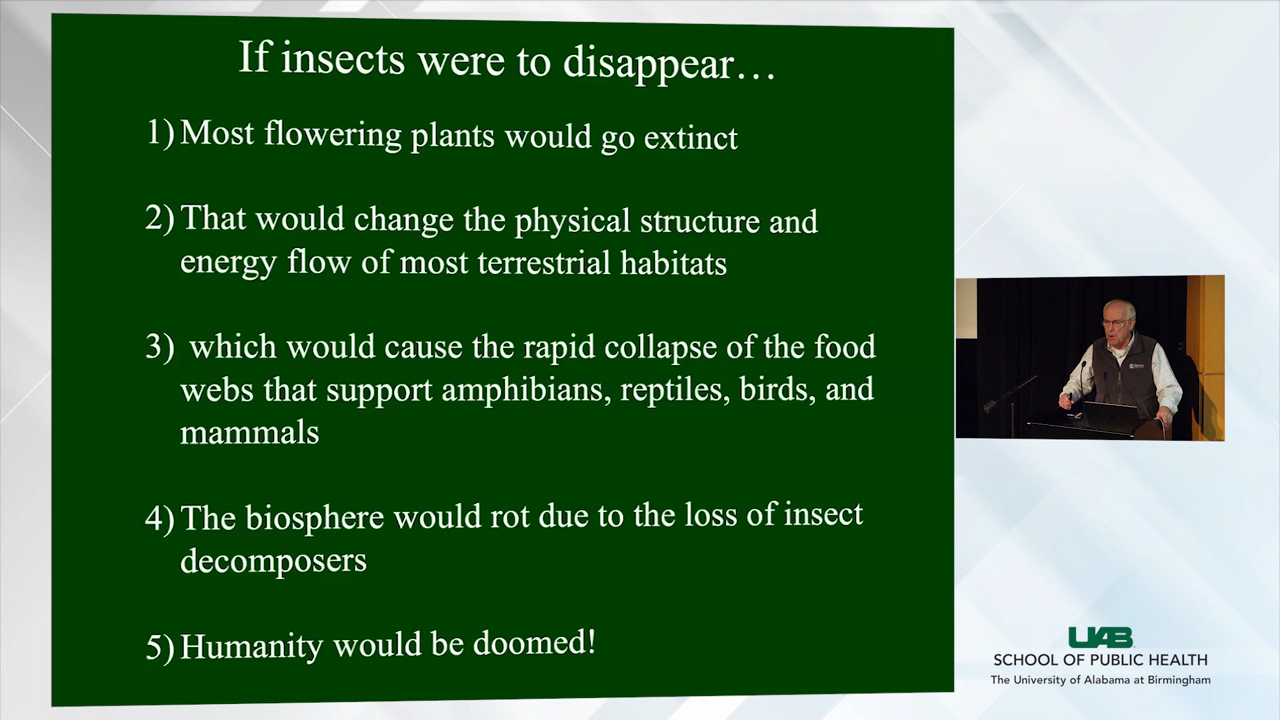 If insects were to disappear…
1) Most flowering plants would go extinct
2) That would change the physical structure and
energy flow of most terrestrial habitats
3) which would cause the rapid collapse of the food
webs that support amphibians, reptiles, birds, and
mammals
4) The biosphere would rot due to the loss of insect
decomposers
5) Humanity would be doomed!
UAB
SCHOOL OF PUBLIC HEALTH
The University of Alabama at Birmingham